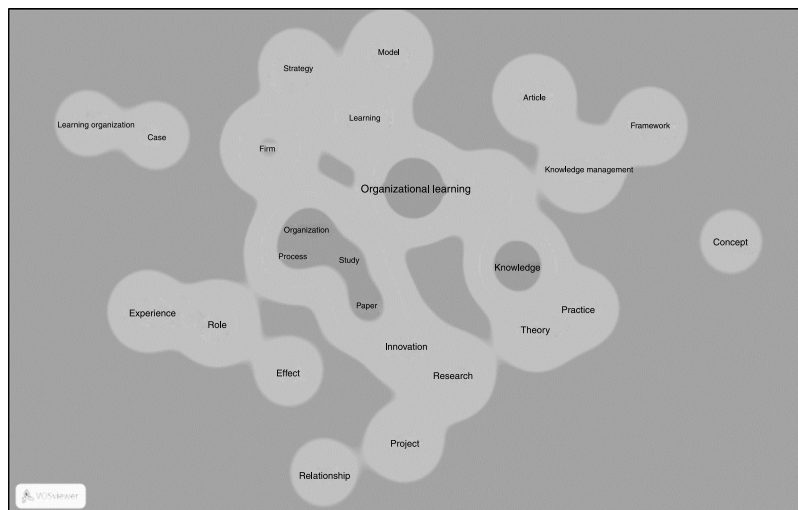 Model
Strategy
Article
Learning
Learning organization
Framework
Case
Firm
Knowledge management
Organizational learning
Organization
Concept
Process
Study
Knowledge
Paper
Practice
Experience
Role
Theory
Innovation
Effect
Research
Project
Relationship
VOSviewer